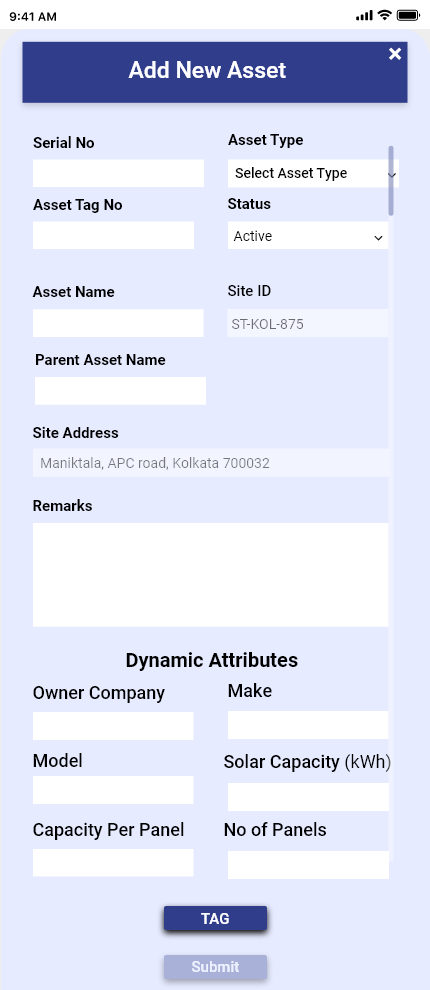 9:41 AM
Add New Asset
Serial No
Asset Type
Select Asset Type
Asset Tag No
Status
Active
Asset Name
Site ID
ST-KOL-875
Parent Asset Name
Site Address
Maniktala, APC road, Kolkata 700032
Remarks
Dynamic Attributes
Owner Company
Make
Model
Solar Capacity (kWh)
Capacity Per Panel
No of Panels
TAG
Submit